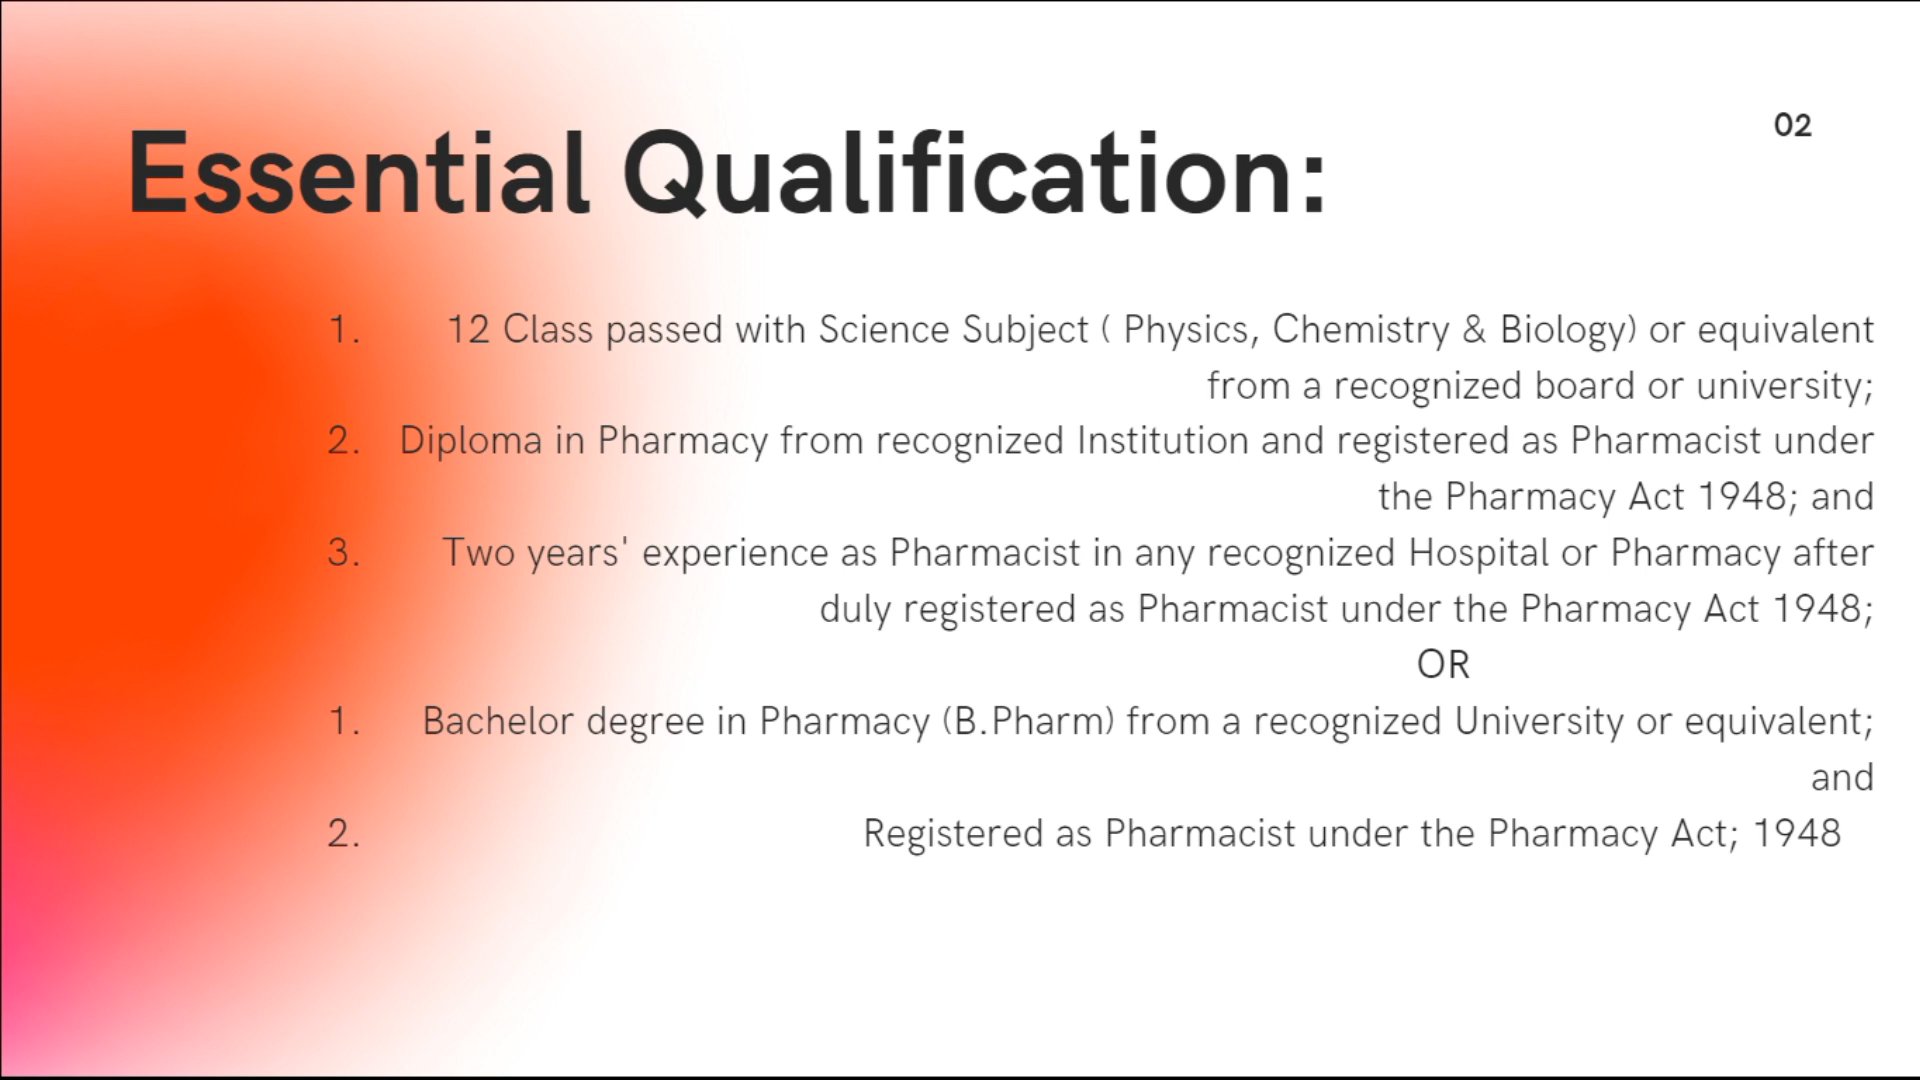 02
Essential Qualification:
1. 12 Class passed with Science Subject ( Physics, Chemistry & Biology) or equivalent
from a recognized board or university;
2. Diploma in Pharmacy from recognized Institution and registered as Pharmacist under
the Pharmacy Act 1948; and
3. Two years' experience as Pharmacist in any recognized Hospital or Pharmacy after
duly registered as Pharmacist under the Pharmacy Act 1948;
OR
1. Bachelor degree in Pharmacy (B.Pharm) from a recognized University or equivalent;
and
2. Registered as Pharmacist under the Pharmacy Act; 1948